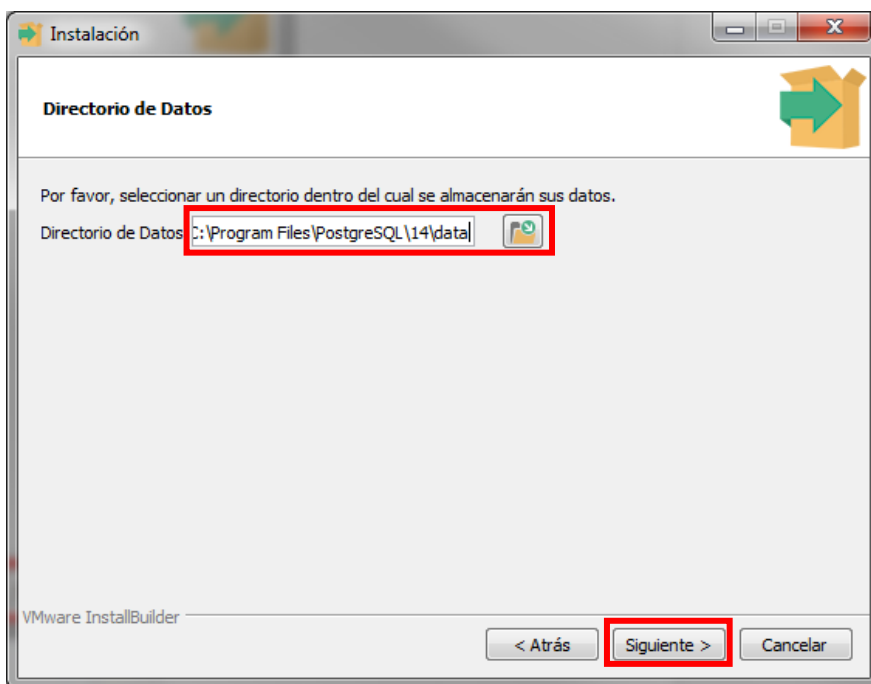 Instalación
Directorio de Datos
Por favor, seleccionar un directorio dentro del cual se almacenarán sus datos.
Directorio de Datos C:\Program Files\PostgreSQL\14\data
VMware InstallBuilder
< Atrás Siguiente > Cancelar